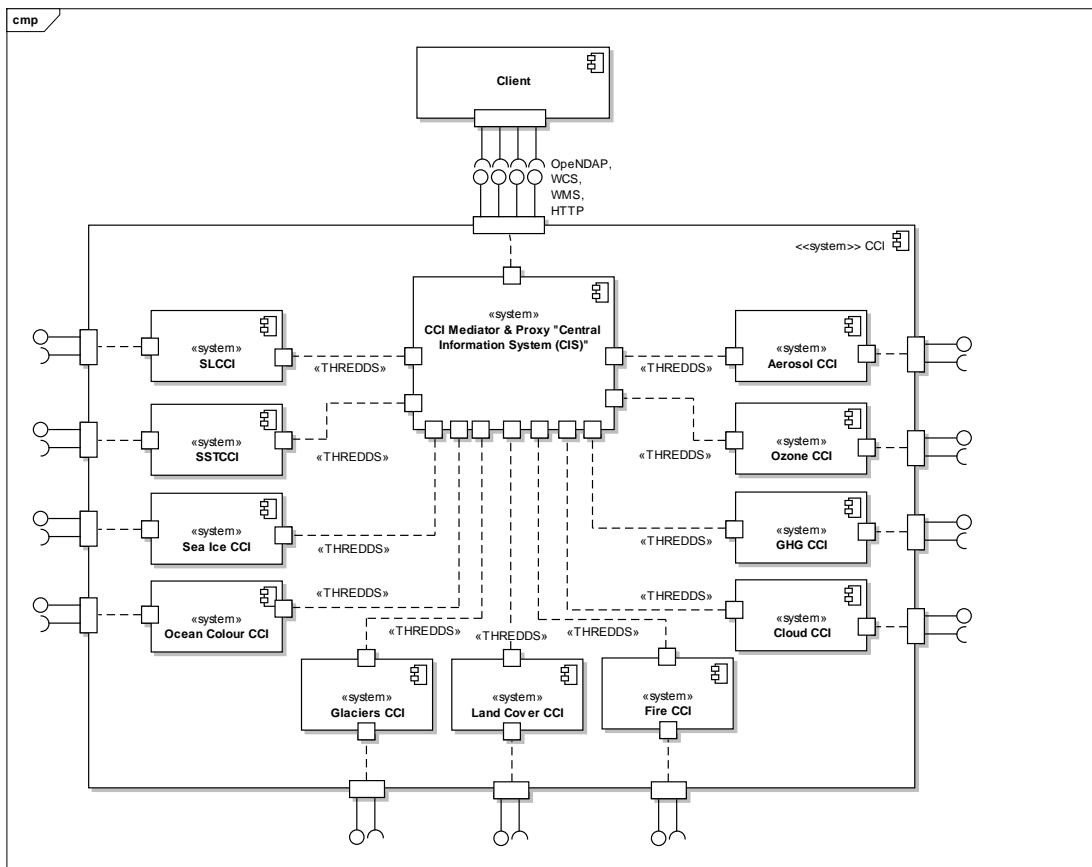 cmp
Client
OpeNDAP,
WCS,
WMS,
HTTP
<<system>> CCI
«system»
CCI Mediator & Proxy "Central
Information System (CIS)"
«system»
SLCCI
«THREDDS»
«THREDDS»
«system»
Aerosol CCI
«system»
SSTCCI
«THREDDS»
«THREDDS»
«system»
Ozone CCI
«system»
Sea Ice CCI
«THREDDS»
«THREDDS»
«system»
GHG CCI
«system»
Ocean Colour CCI
«THREDDS»
«THREDDS»
«system»
Cloud CCI
«THREDDS»
«THREDDS»
«THREDDS»
«system»
Glaciers CCI
«system»
Land Cover CCI
«system»
Fire CCI